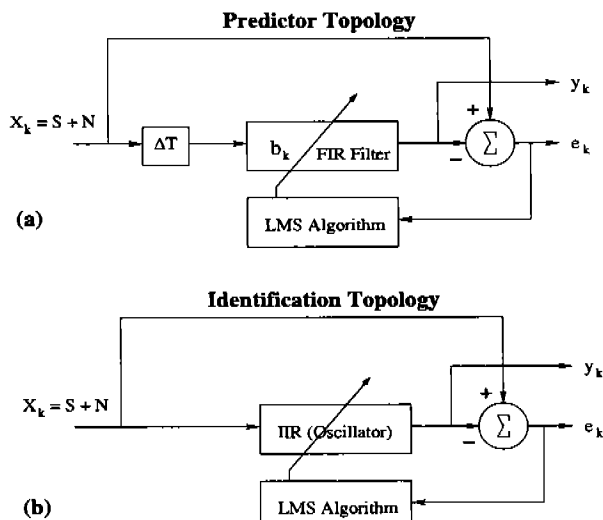 Predictor Topology
X_k = S + N
ΔT
b_k FIR Filter
+
−
Σ
y_k
e_k
LMS Algorithm
(a)
Identification Topology
X_k = S + N
IIR (Oscillator)
+
−
Σ
y_k
e_k
LMS Algorithm
(b)